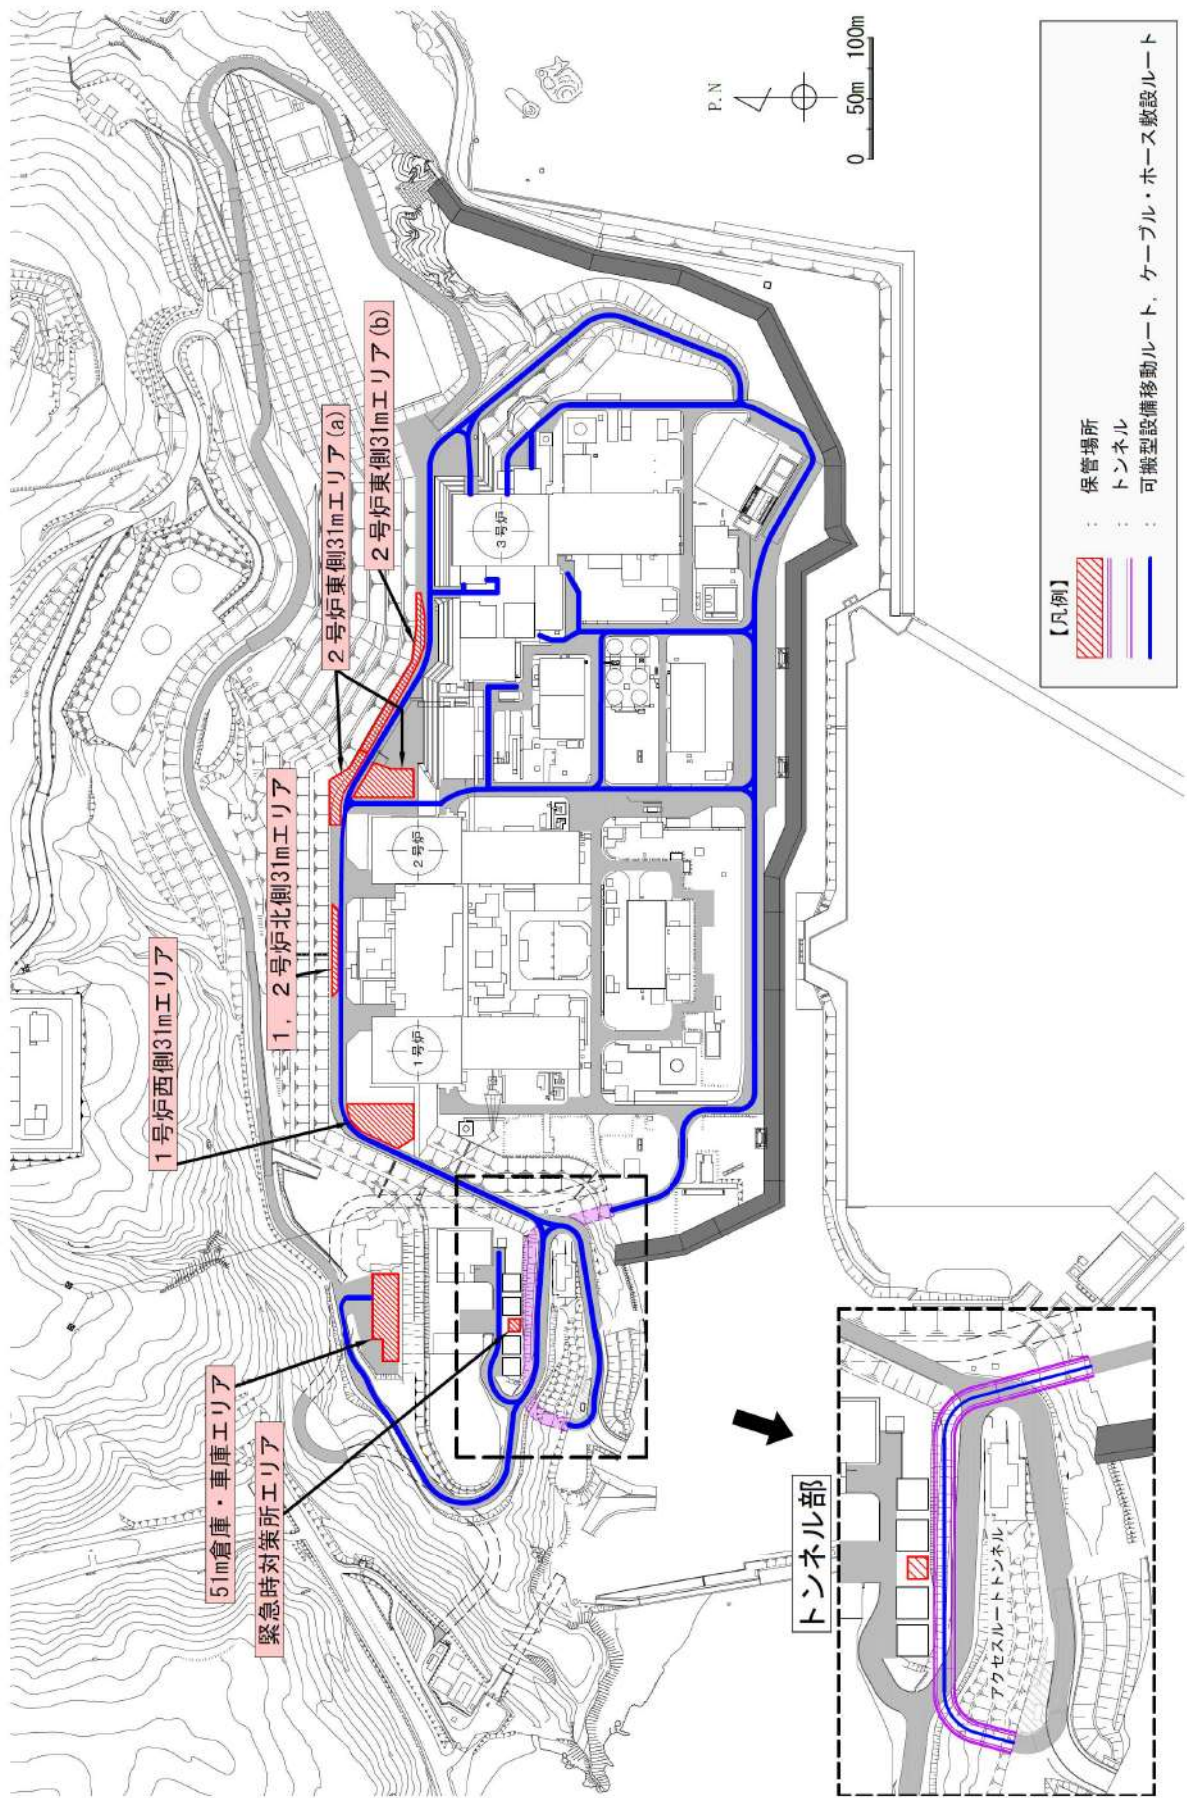 51m倉庫・車庫エリア
緊急時対策所エリア
1号炉西側31mエリア
1，2号炉北側31mエリア
2号炉東側31mエリア(a)
2号炉東側31mエリア(b)
1号炉
2号炉
3号炉
P.N
0 50m 100m
トンネル部
アクセスルートトンネル
【凡例】
： 保管場所
： トンネル
： 可搬型設備移動ルート，ケーブル・ホース敷設ルート